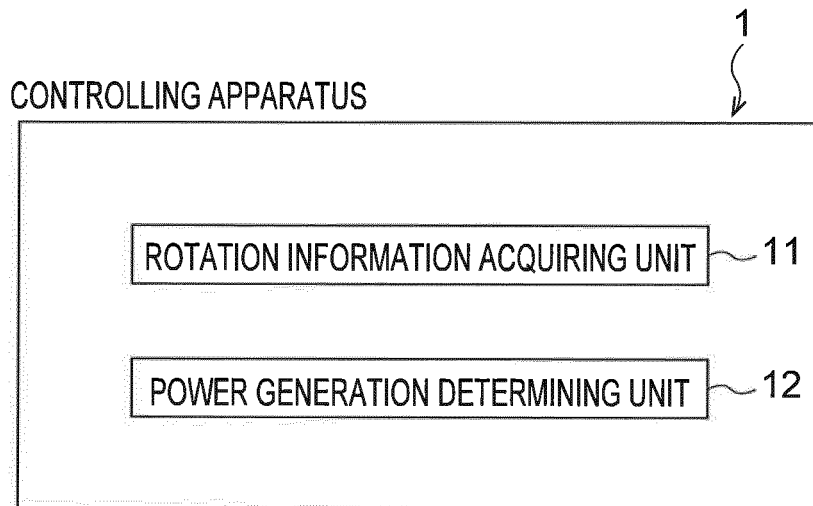 1
CONTROLLING APPARATUS
ROTATION INFORMATION ACQUIRING UNIT 11
POWER GENERATION DETERMINING UNIT 12